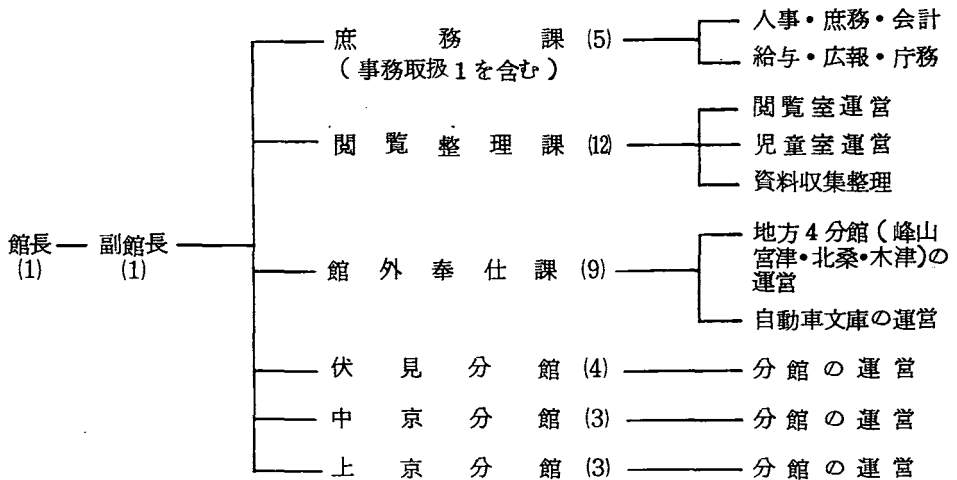 庶務課 (5)
(事務取扱1を含む)
人事・庶務・会計
給与・広報・庁務
閲覧整理課 (12)
閲覧室運営
児童室運営
資料収集整理
館長
(1)
副館長
(1)
館外奉仕課 (9)
地方4分館(峰山
宮津・北桑・木津)の
運営
自動車文庫の運営
伏見分館 (4)
分館の運営
中京分館 (3)
分館の運営
上京分館 (3)
分館の運営